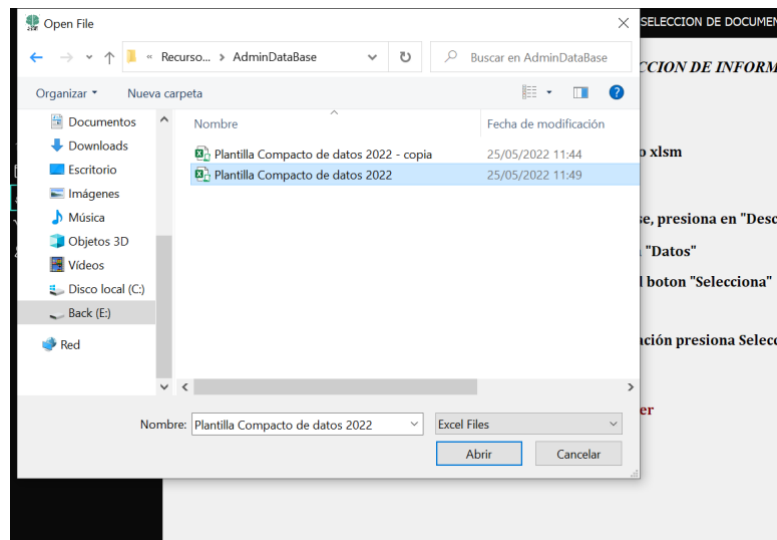 Open File
SELECCION DE DOCUMEN
« Recurso... > AdminDataBase
Buscar en AdminDataBase
CCION DE INFORM
Organizar
Nueva carpeta
Documentos
Nombre
Fecha de modificación
Downloads
Plantilla Compacto de datos 2022 - copia
25/05/2022 11:44
o xlsm
Escritorio
Plantilla Compacto de datos 2022
25/05/2022 11:49
Imágenes
Música
se, presiona en "Desc
Objetos 3D
"Datos"
Vídeos
l boton "Selecciona"
Disco local (C:)
Back (E:)
Red
ación presiona Selecc
er
Nombre: Plantilla Compacto de datos 2022
Excel Files
Abrir
Cancelar